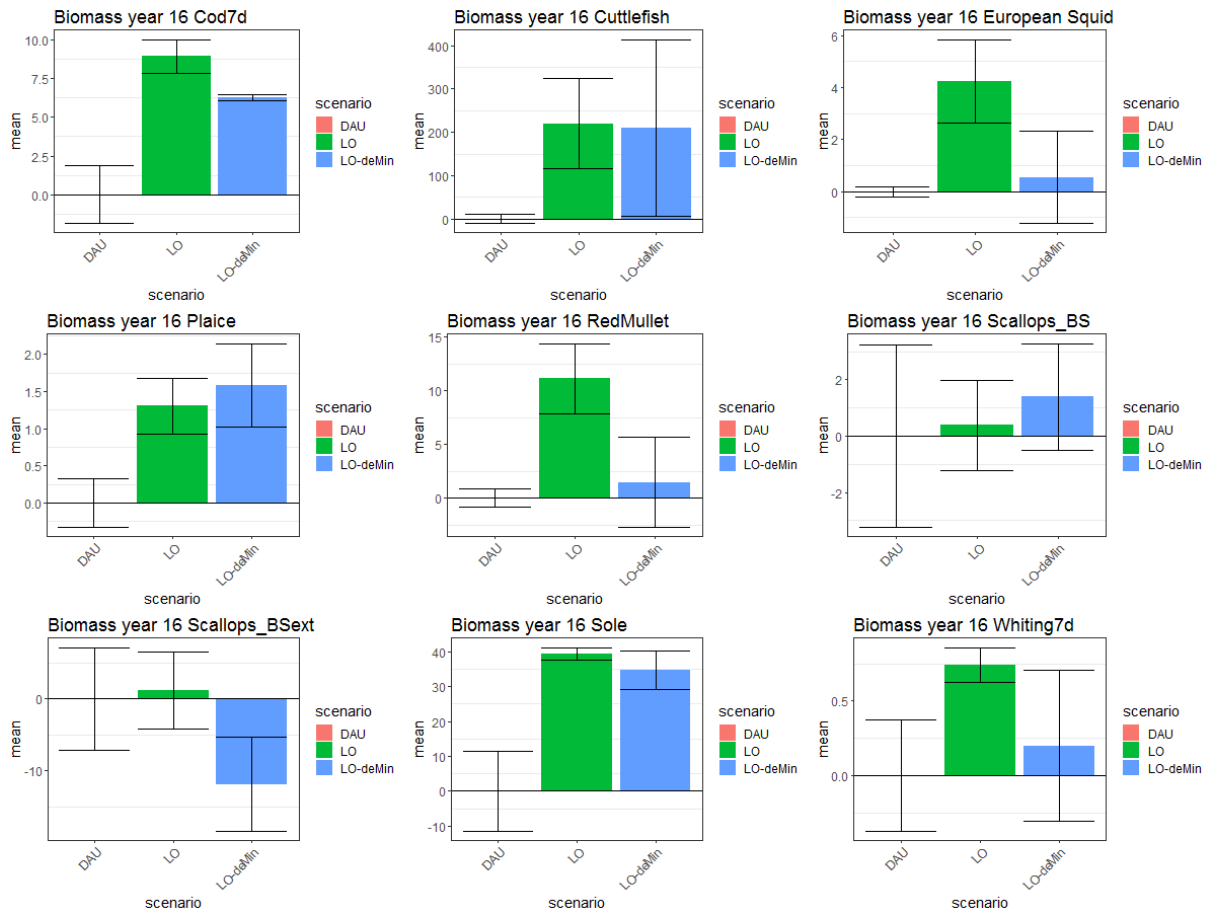 Biomass year 16 Cod7d
mean
10.0
7.5
5.0
2.5
0.0
DAU
LO
LO-deMin
scenario
scenario
DAU
LO
LO-deMin
Biomass year 16 Cuttlefish
mean
400
300
200
100
0
DAU
LO
LO-deMin
scenario
scenario
DAU
LO
LO-deMin
Biomass year 16 European Squid
mean
6
4
2
0
DAU
LO
LO-deMin
scenario
scenario
DAU
LO
LO-deMin
Biomass year 16 Plaice
mean
2.0
1.5
1.0
0.5
0.0
DAU
LO
LO-deMin
scenario
scenario
DAU
LO
LO-deMin
Biomass year 16 RedMullet
mean
15
10
5
0
DAU
LO
LO-deMin
scenario
scenario
DAU
LO
LO-deMin
Biomass year 16 Scallops_BS
mean
2
0
-2
DAU
LO
LO-deMin
scenario
scenario
DAU
LO
LO-deMin
Biomass year 16 Scallops_BSext
mean
0
-10
DAU
LO
LO-deMin
scenario
scenario
DAU
LO
LO-deMin
Biomass year 16 Sole
mean
40
30
20
10
0
-10
DAU
LO
LO-deMin
scenario
scenario
DAU
LO
LO-deMin
Biomass year 16 Whiting7d
mean
0.5
0.0
DAU
LO
LO-deMin
scenario
scenario
DAU
LO
LO-deMin